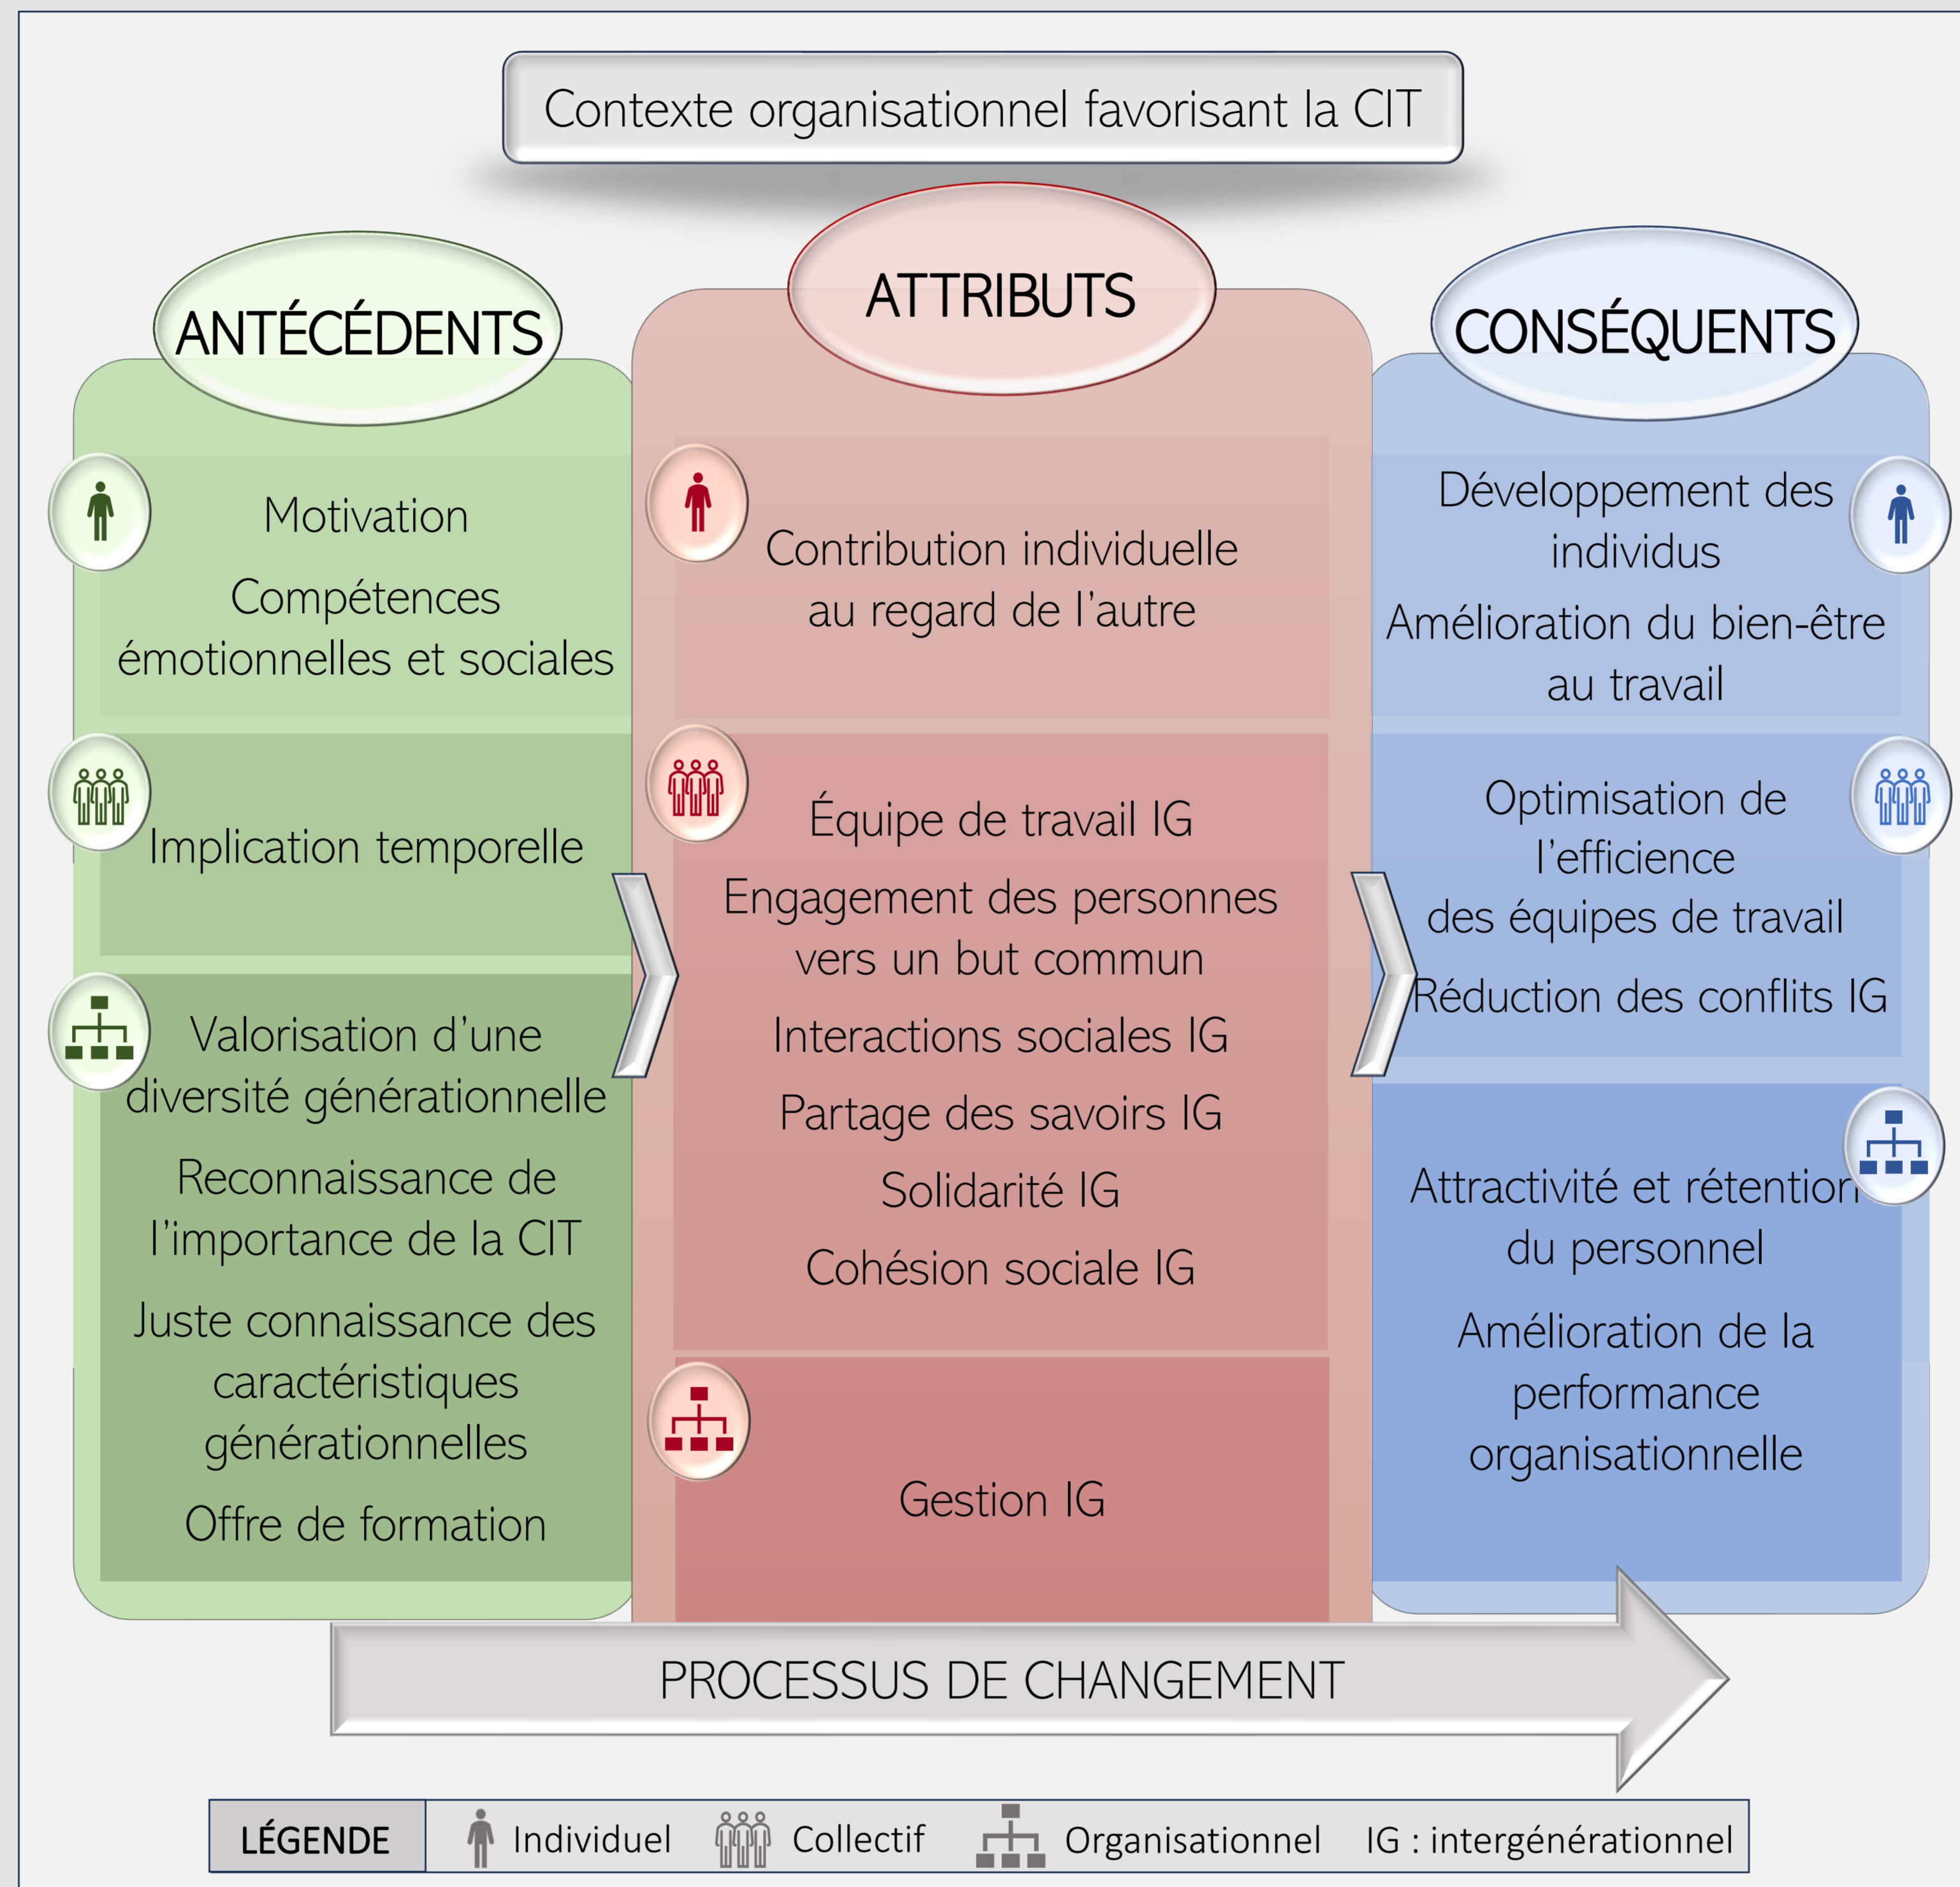 Contexte organisationnel favorisant la CIT
ANTÉCÉDENTS
Motivation
Compétences
émotionnelles et sociales
Implication temporelle
Valorisation d'une
diversité générationnelle
Reconnaissance de
l'importance de la CIT
Juste connaissance des
caractéristiques
générationnelles
Offre de formation
ATTRIBUTS
Contribution individuelle
au regard de l'autre
Équipe de travail IG
Engagement des personnes
vers un but commun
Interactions sociales IG
Partage des savoirs IG
Solidarité IG
Cohésion sociale IG
Gestion IG
CONSÉQUENTS
Développement des
individus
Amélioration du bien-être
au travail
Optimisation de
l'efficience
des équipes de travail
Réduction des conflits IG
Attractivité et rétention
du personnel
Amélioration de la
performance
organisationnelle
PROCESSUS DE CHANGEMENT
LÉGENDE Individuel Collectif Organisationnel IG : intergénérationnel